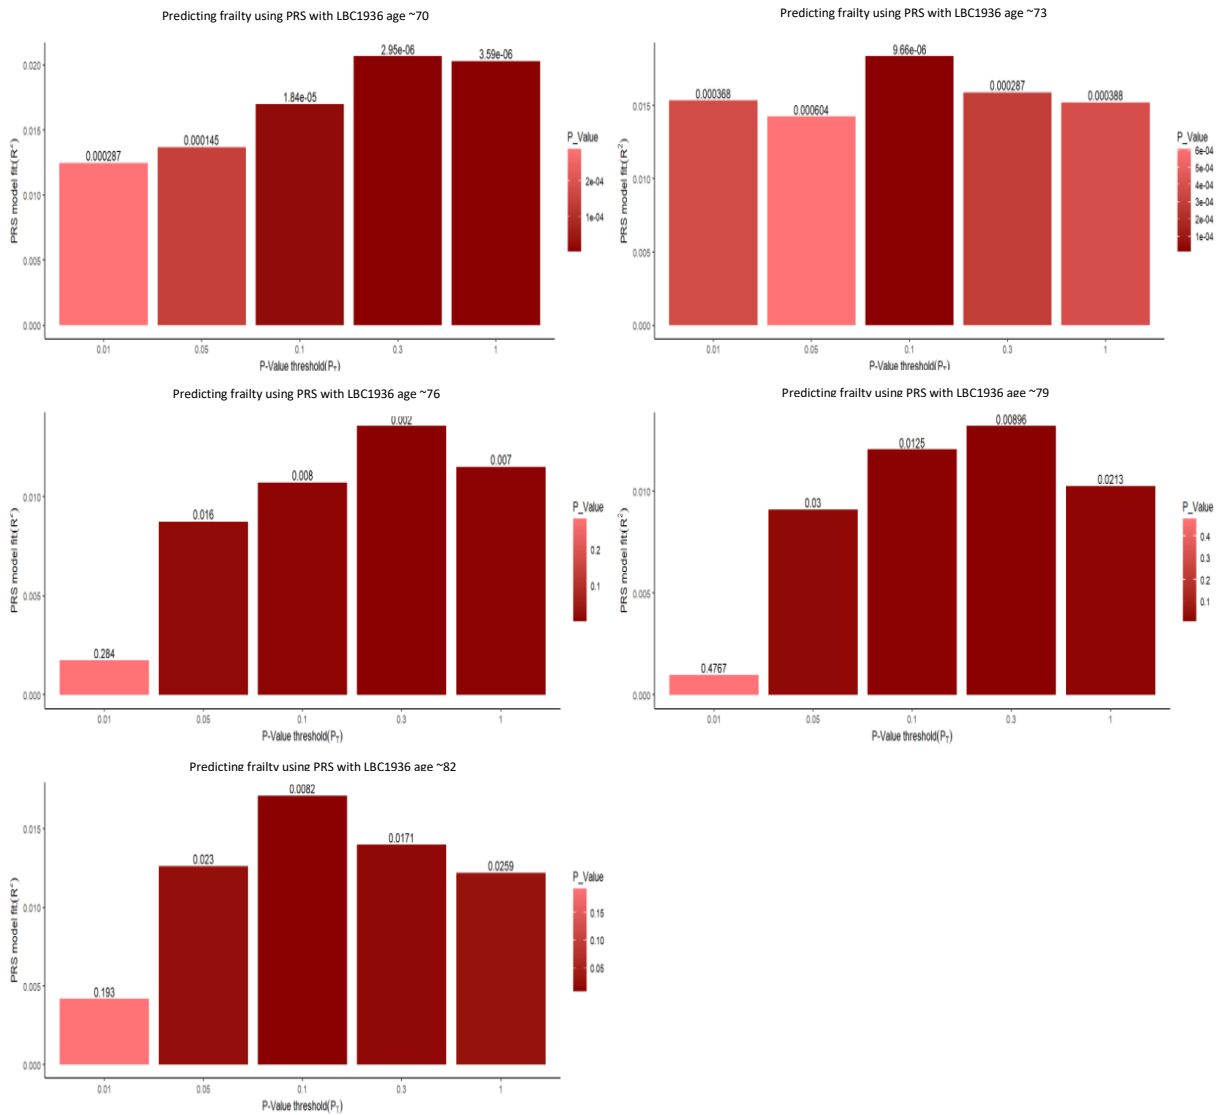 Predicting frailty using PRS with LBC1936 age ~70
2.95e-06
3.59e-06
1.84e-05
0.000145
0.000287
0.020
0.015
0.010
0.005
0.000
PRS model fit:(R²)
0.01 0.05 0.1 0.3 1
P-Value threshold(P_T)
P_Value
2e-04
1e-04
Predicting frailty using PRS with LBC1936 age ~73
9.66e-06
0.000368
0.000604
0.000287
0.000388
0.015
0.010
0.005
0.000
PRS model fit:(R²)
0.01 0.05 0.1 0.3 1
P-Value threshold(P_T)
P_Value
6e-04
5e-04
4e-04
3e-04
2e-04
1e-04
Predicting frailty using PRS with LBC1936 age ~76
0.002
0.007
0.008
0.016
0.284
0.010
0.005
0.000
PRS model fit:(R²)
0.01 0.05 0.1 0.3 1
P-Value threshold(P_T)
P_Value
0.2
0.1
Predicting frailty using PRS with LBC1936 age ~79
0.00896
0.0125
0.03
0.0213
0.4767
0.010
0.005
0.000
PRS model fit:(R²)
0.01 0.05 0.1 0.3 1
P-Value threshold(P_T)
P_Value
0.4
0.3
0.2
0.1
Predicting frailty using PRS with LBC1936 age ~82
0.0082
0.0171
0.023
0.0259
0.193
0.015
0.010
0.005
0.000
PRS model fit:(R²)
0.01 0.05 0.1 0.3 1
P-Value threshold(P_T)
P_Value
0.15
0.10
0.05